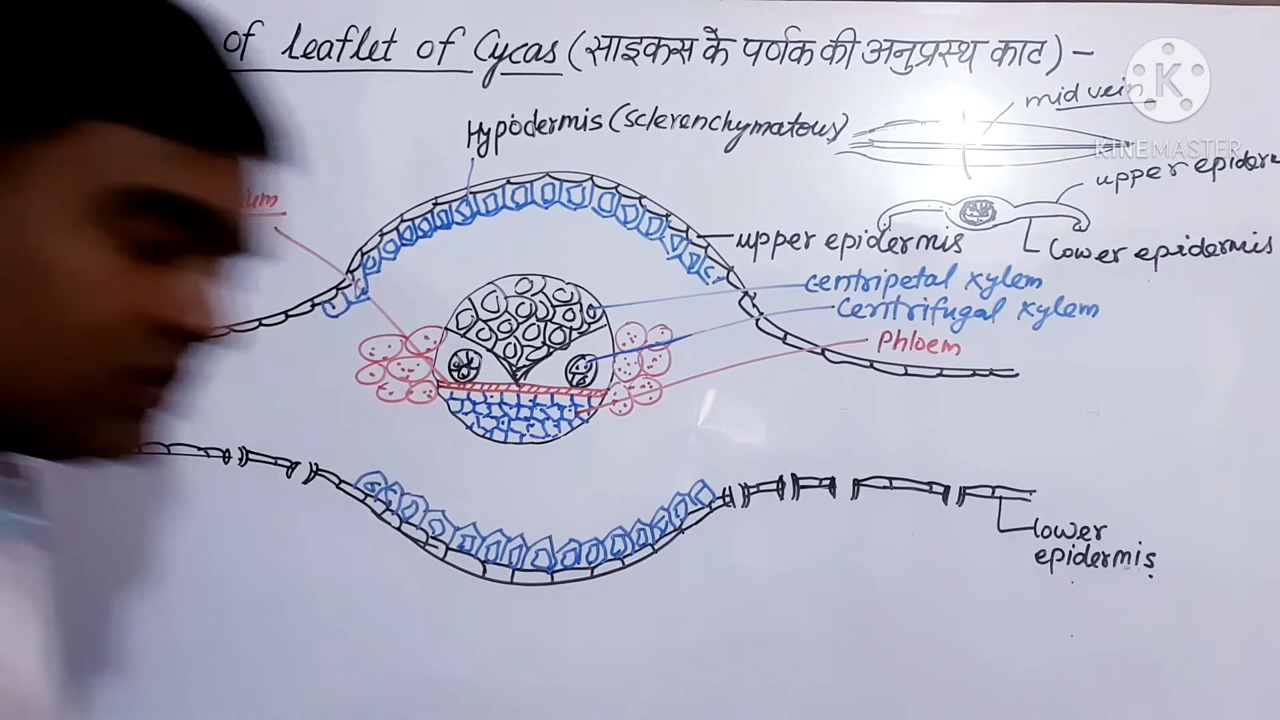 of Leaflet of Cycas (साइकस के पर्णक की अनुप्रस्थ काट) -
mid vein
K
KINEMASTER
Hypodermis (sclerenchymatous)
upper epider
upper epidermis
Lower epidermis
centripetal xylem
Centrifugal xylem
Phloem
lower
epidermis.